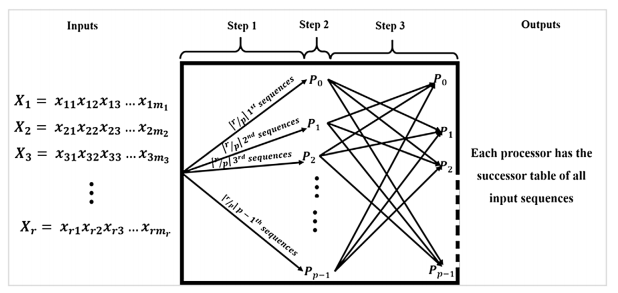 Inputs
Step 1
Step 2
Step 3
Outputs
X₁ = x₁₁x₁₂x₁₃ …x₁ₘ₁
X₂ = x₂₁x₂₂x₂₃ …x₂ₘ₂
X₃ = x₃₁x₃₂x₃₃ …x₃ₘ₃
Xᵣ = xᵣ₁xᵣ₂xᵣ₃ …xᵣₘᵣ
|r/p| 1ˢᵗ sequences
|r/p| 2ⁿᵈ sequences
|r/p| 3ʳᵈ sequences
|r/p| p − 1ᵗʰ sequences
P₀
P₁
P₂
Pₚ₋₁
P₀
P₁
P₂
Pₚ₋₁
Each processor has the
successor table of all
input sequences